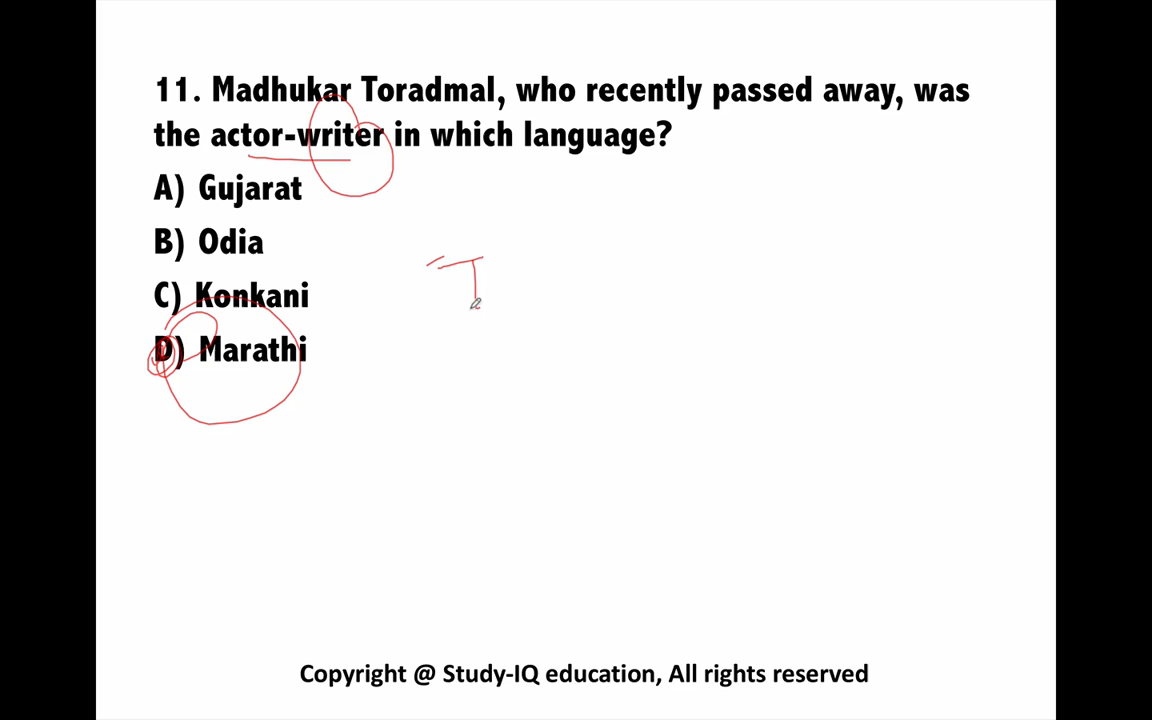 11. Madhukar Toradmal, who recently passed away, was
the actor-writer in which language?
A) Gujarat
B) Odia
C) Konkani
D) Marathi
Copyright @ Study-IQ education, All rights reserved